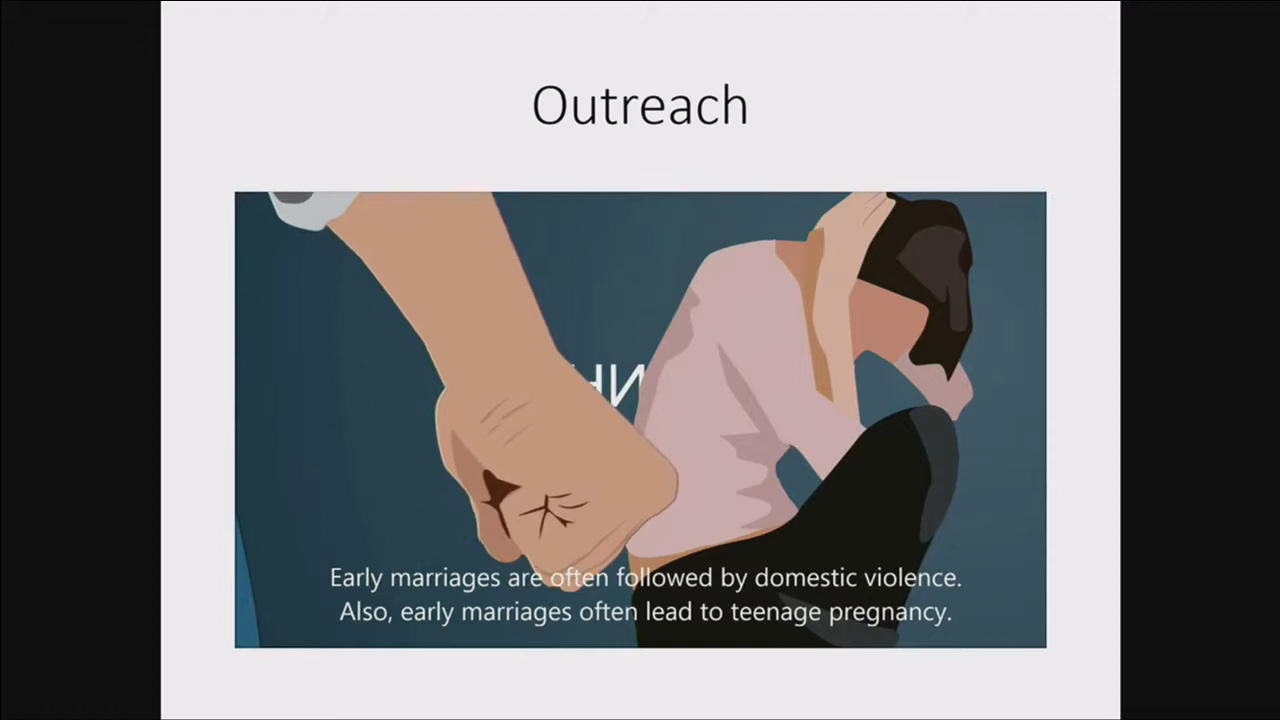 Outreach
Early marriages are often followed by domestic violence.
Also, early marriages often lead to teenage pregnancy.